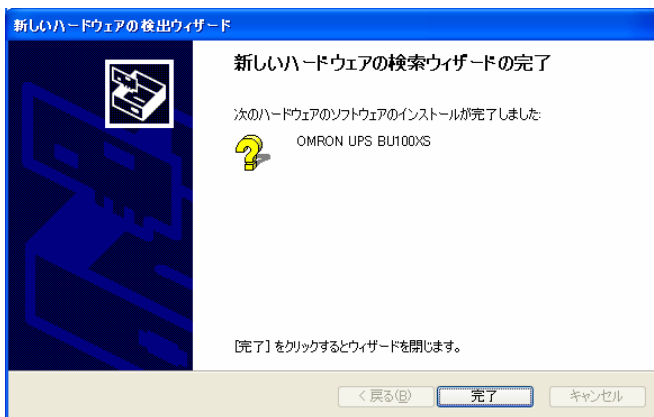 新しいハードウェアの検出ウィザード
新しいハードウェアの検索ウィザードの完了
次のハードウェアのソフトウェアのインストールが完了しました:
OMRON UPS BU100XS
[完了] をクリックするとウィザードを閉じます。
< 戻る(B) 完了 キャンセル